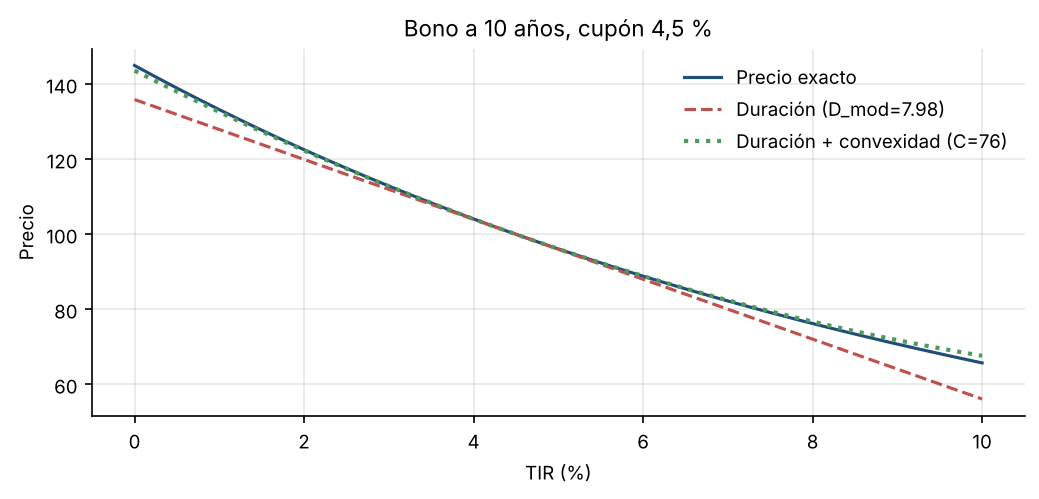 Bono a 10 años, cupón 4,5 %
Precio exacto
Duración (D_mod=7.98)
Duración + convexidad (C=76)
Precio
140
120
100
80
60
0 2 4 6 8 10
TIR (%)